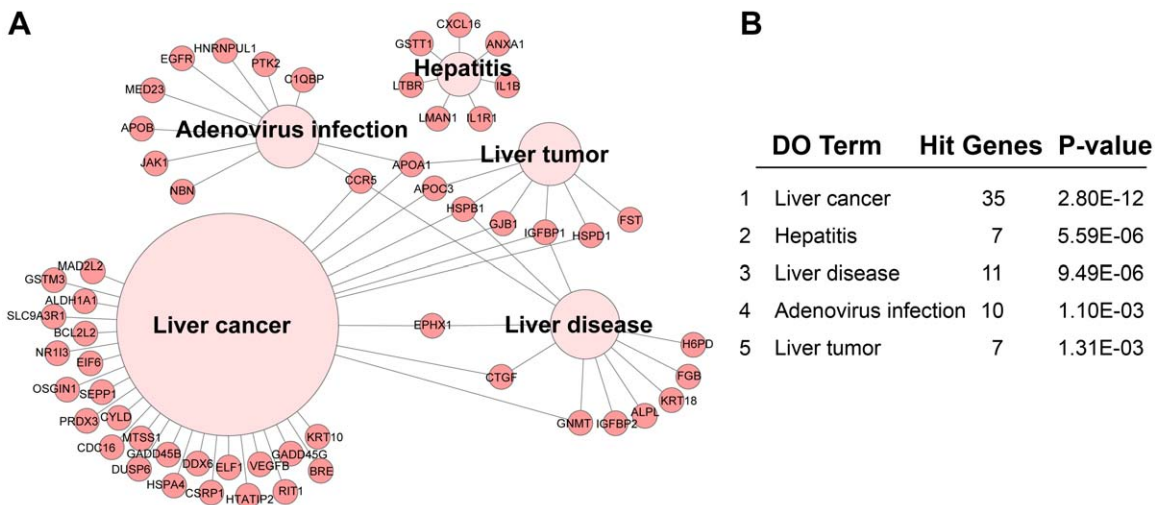 A
CXCL16
GSTT1
ANXA1
Hepatitis
LTBR
IL1B
LMAN1
IL1R1
HNRNPUL1
EGFR
PTK2
C1QBP
MED23
APOB
Adenovirus infection
JAK1
NBN
CCR5
APOA1
APOC3
HSPB1
Liver tumor
GJB1
IGFBP1
HSPD1
FST
MAD2L2
GSTM3
ALDH1A1
SLC9A3R1
BCL2L2
NR1I3
EIF6
OSGIN1
SEPP1
PRDX3
CYLD
CDC16
MTSS1
DUSP6
GADD45B
HSPA4
DDX6
CSRP1
ELF1
HTATIP2
VEGFB
RIT1
GADD45G
BRE
KRT10
Liver cancer
EPHX1
Liver disease
CTGF
GNMT
IGFBP2
ALPL
KRT18
FGB
H6PD
B
DO Term Hit Genes P-value
1 Liver cancer 35 2.80E-12
2 Hepatitis 7 5.59E-06
3 Liver disease 11 9.49E-06
4 Adenovirus infection 10 1.10E-03
5 Liver tumor 7 1.31E-03